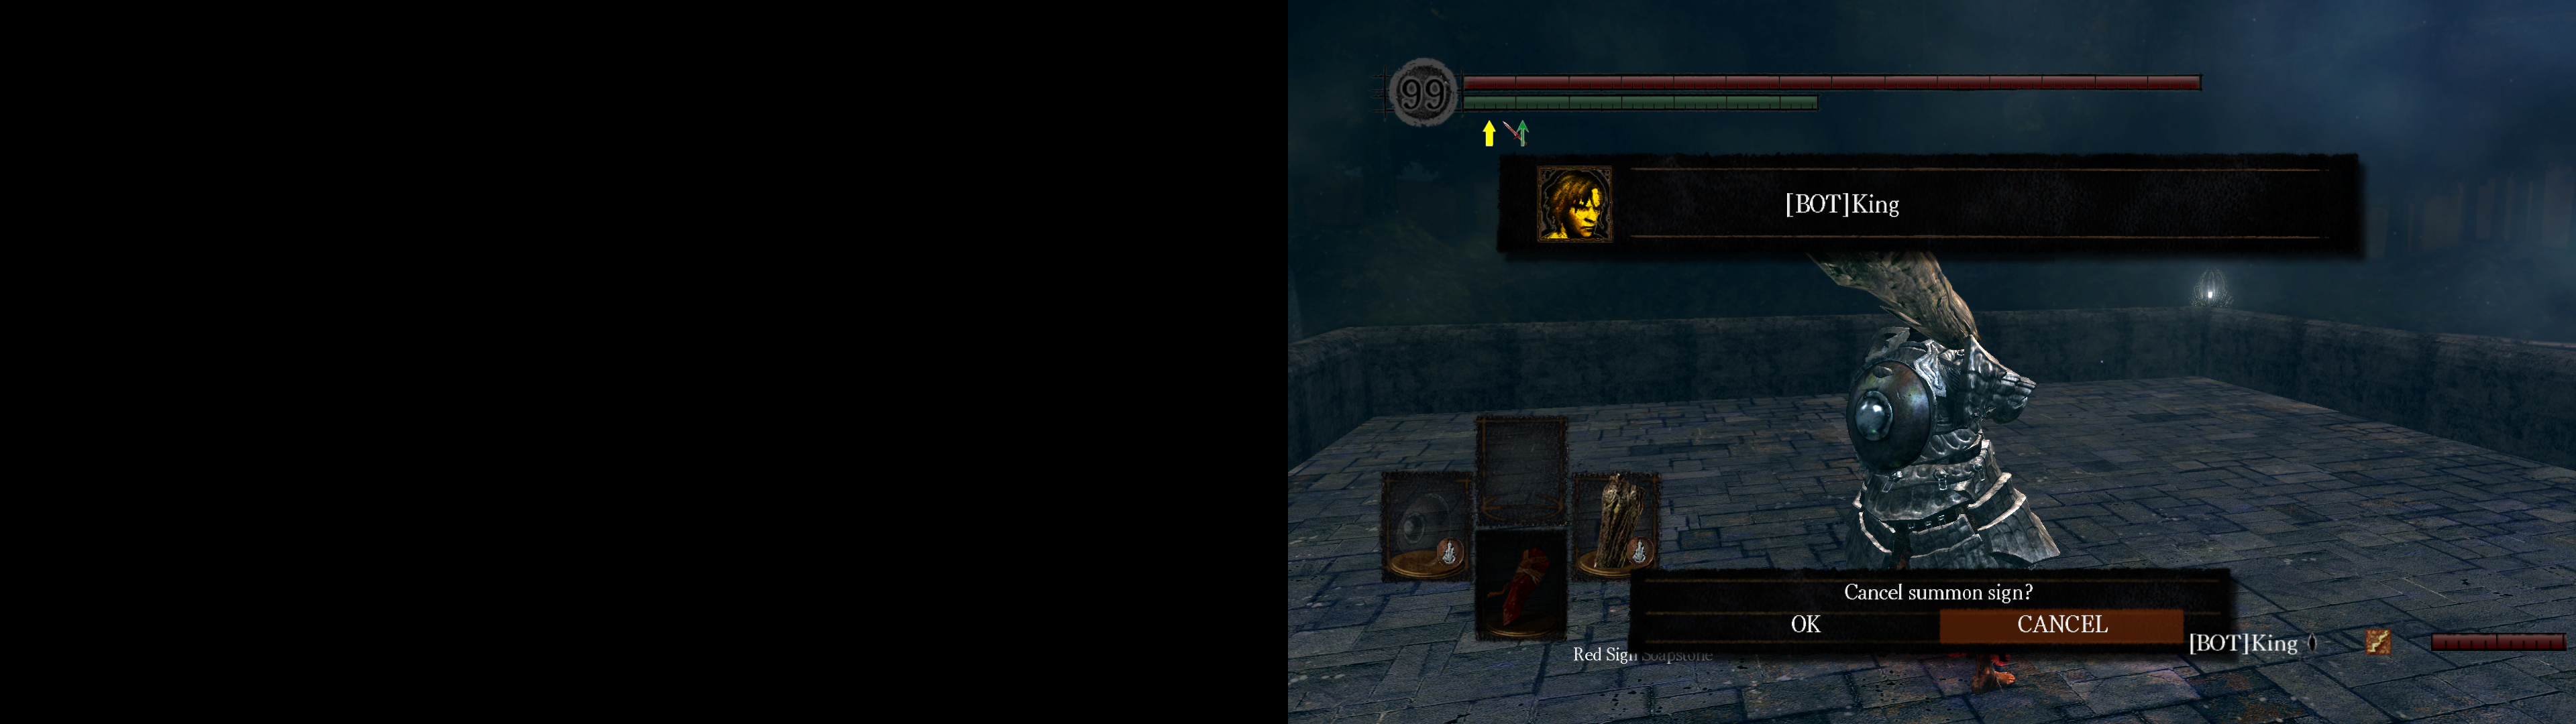 99
[BOT]King
Cancel summon sign?
OK
CANCEL
[BOT]King
Red Sign Soapstone